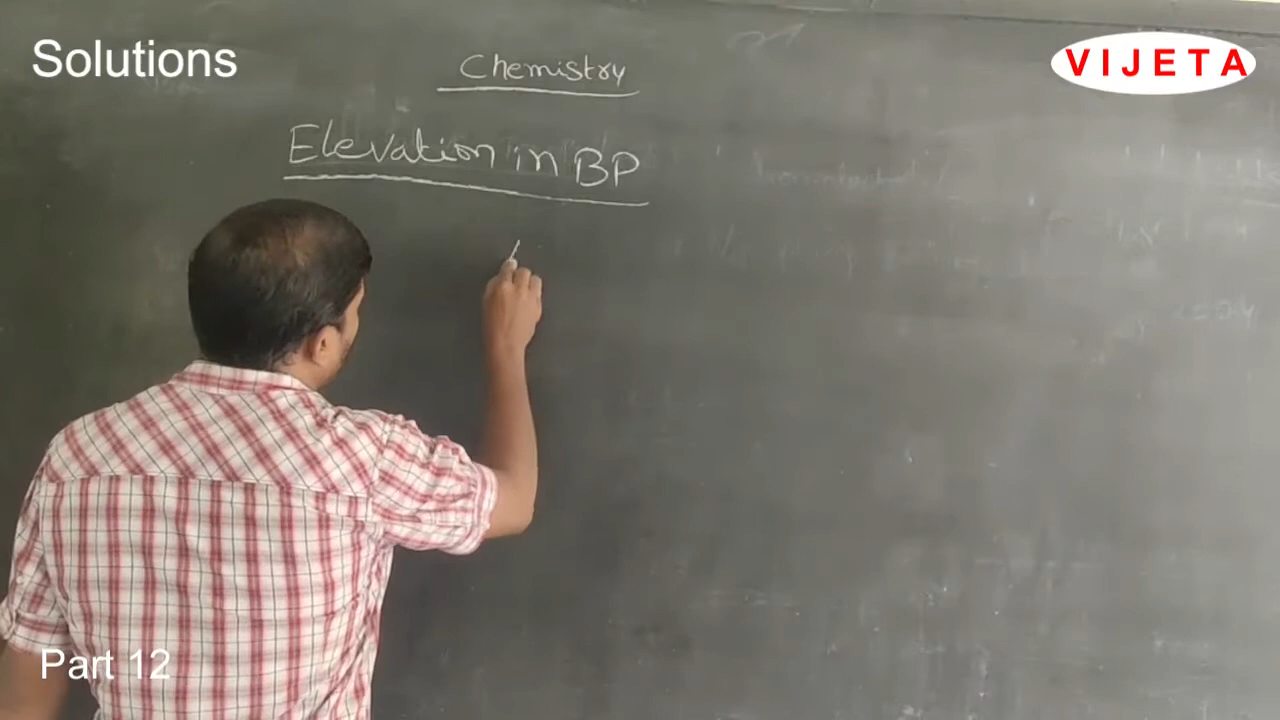 Solutions
VIJETA
Chemistry
Elevation in BP
Part 12